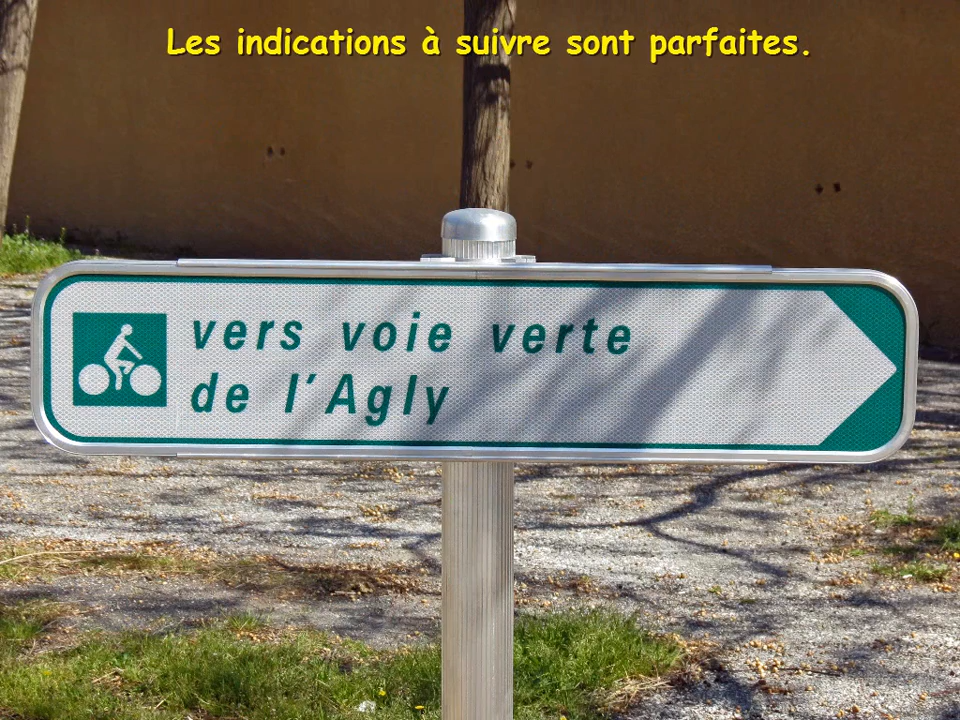 Les indications à suivre sont parfaites.
vers voie verte
de l'Agly